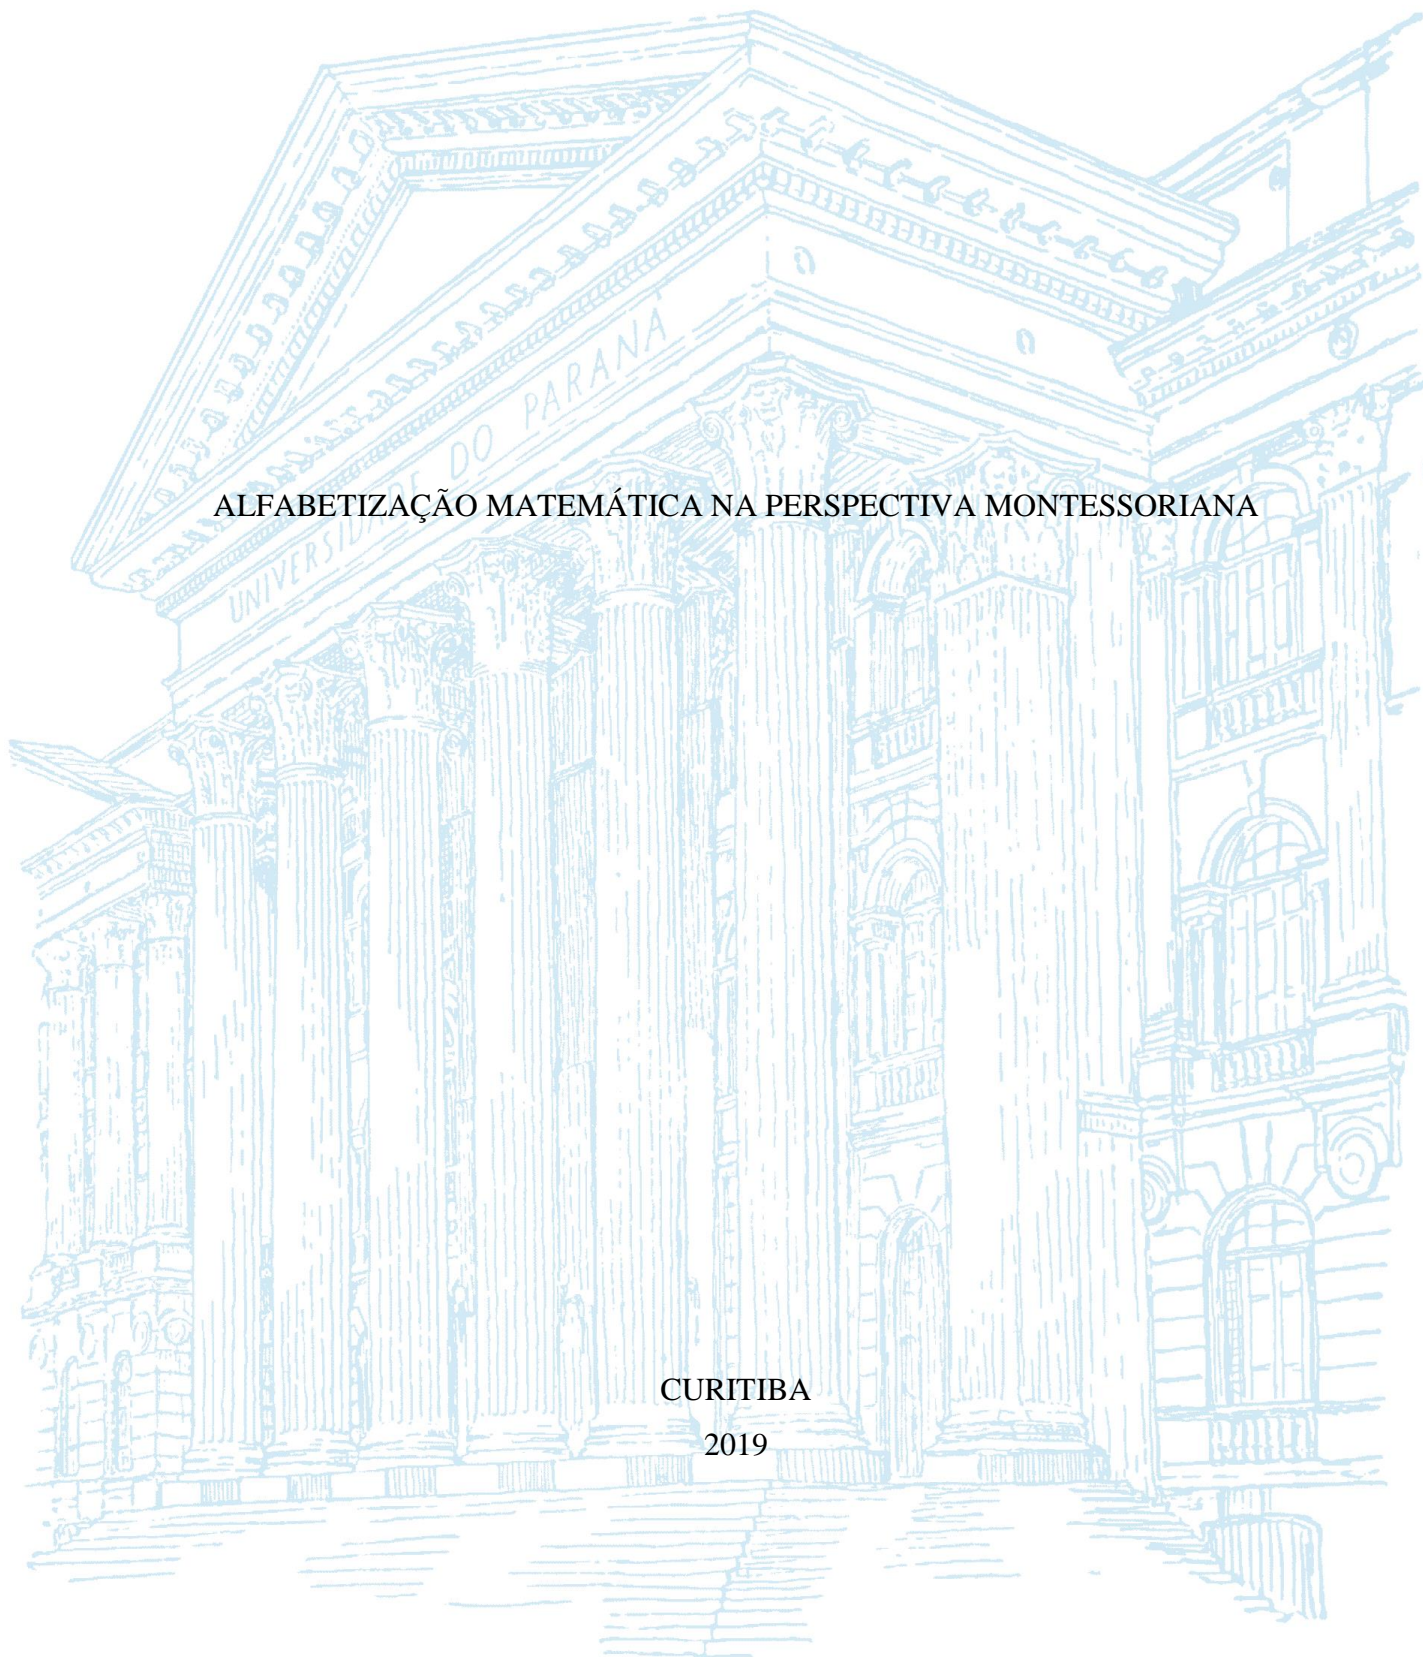 UNIVERSIDADE DO PARANÁ
ALFABETIZAÇÃO MATEMÁTICA NA PERSPECTIVA MONTESSORIANA
CURITIBA
2019